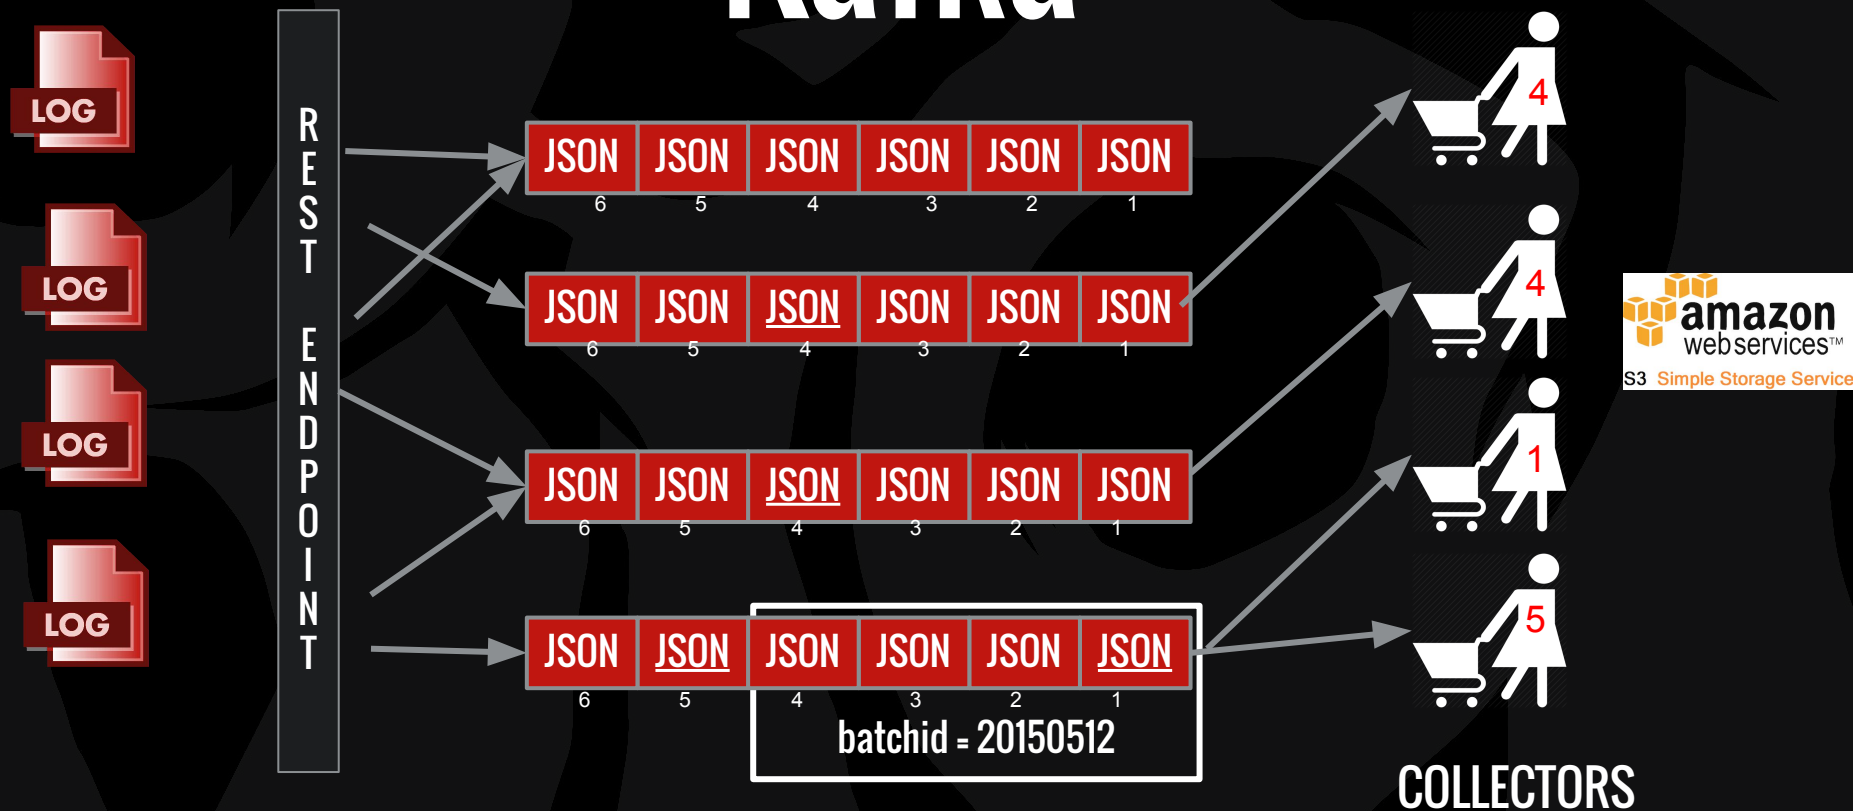 Kafka
LOG
LOG
LOG
LOG
REST ENDPOINT
JSON JSON JSON JSON JSON JSON
6 5 4 3 2 1
JSON JSON JSON JSON JSON JSON
6 5 4 3 2 1
JSON JSON JSON JSON JSON JSON
6 5 4 3 2 1
JSON JSON JSON JSON JSON JSON
6 5 4 3 2 1
batchid = 20150512
4
4
1
5
COLLECTORS
amazon
webservices™
S3 Simple Storage Service